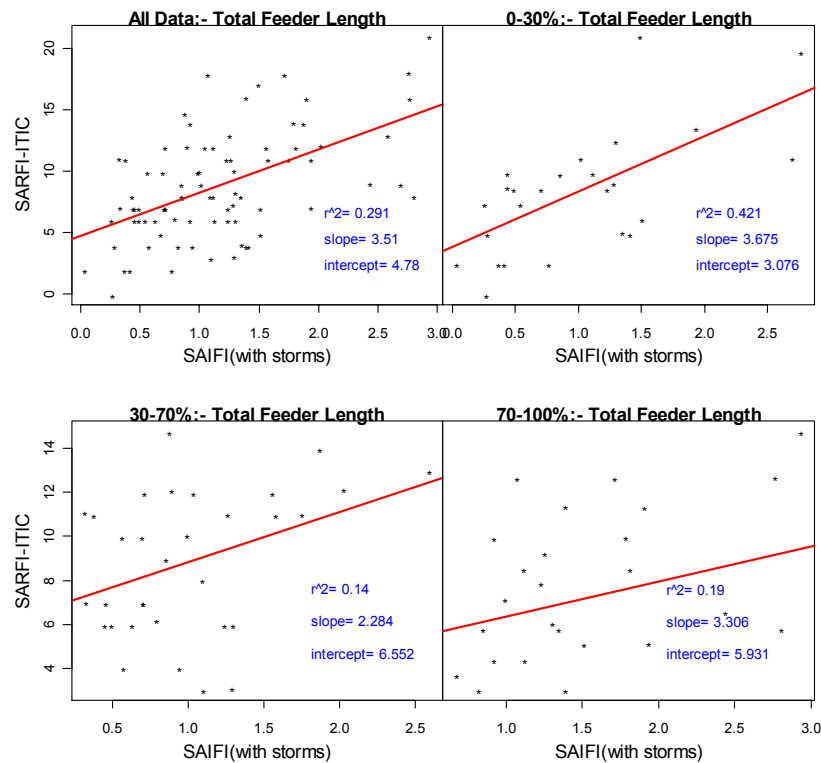 All Data:- Total Feeder Length
0-30%:- Total Feeder Length
SARFI-ITIC
20
15
10
5
0
r^2= 0.291
slope= 3.51
intercept= 4.78
r^2= 0.421
slope= 3.675
intercept= 3.076
0.0 0.5 1.0 1.5 2.0 2.5 3.0
0.0 0.5 1.0 1.5 2.0 2.5
SAIFI(with storms)
SAIFI(with storms)
30-70%:- Total Feeder Length
70-100%:- Total Feeder Length
SARFI-ITIC
14
12
10
8
6
4
r^2= 0.14
slope= 2.284
intercept= 6.552
r^2= 0.19
slope= 3.306
intercept= 5.931
0.5 1.0 1.5 2.0 2.5
1.0 1.5 2.0 2.5 3.0
SAIFI(with storms)
SAIFI(with storms)